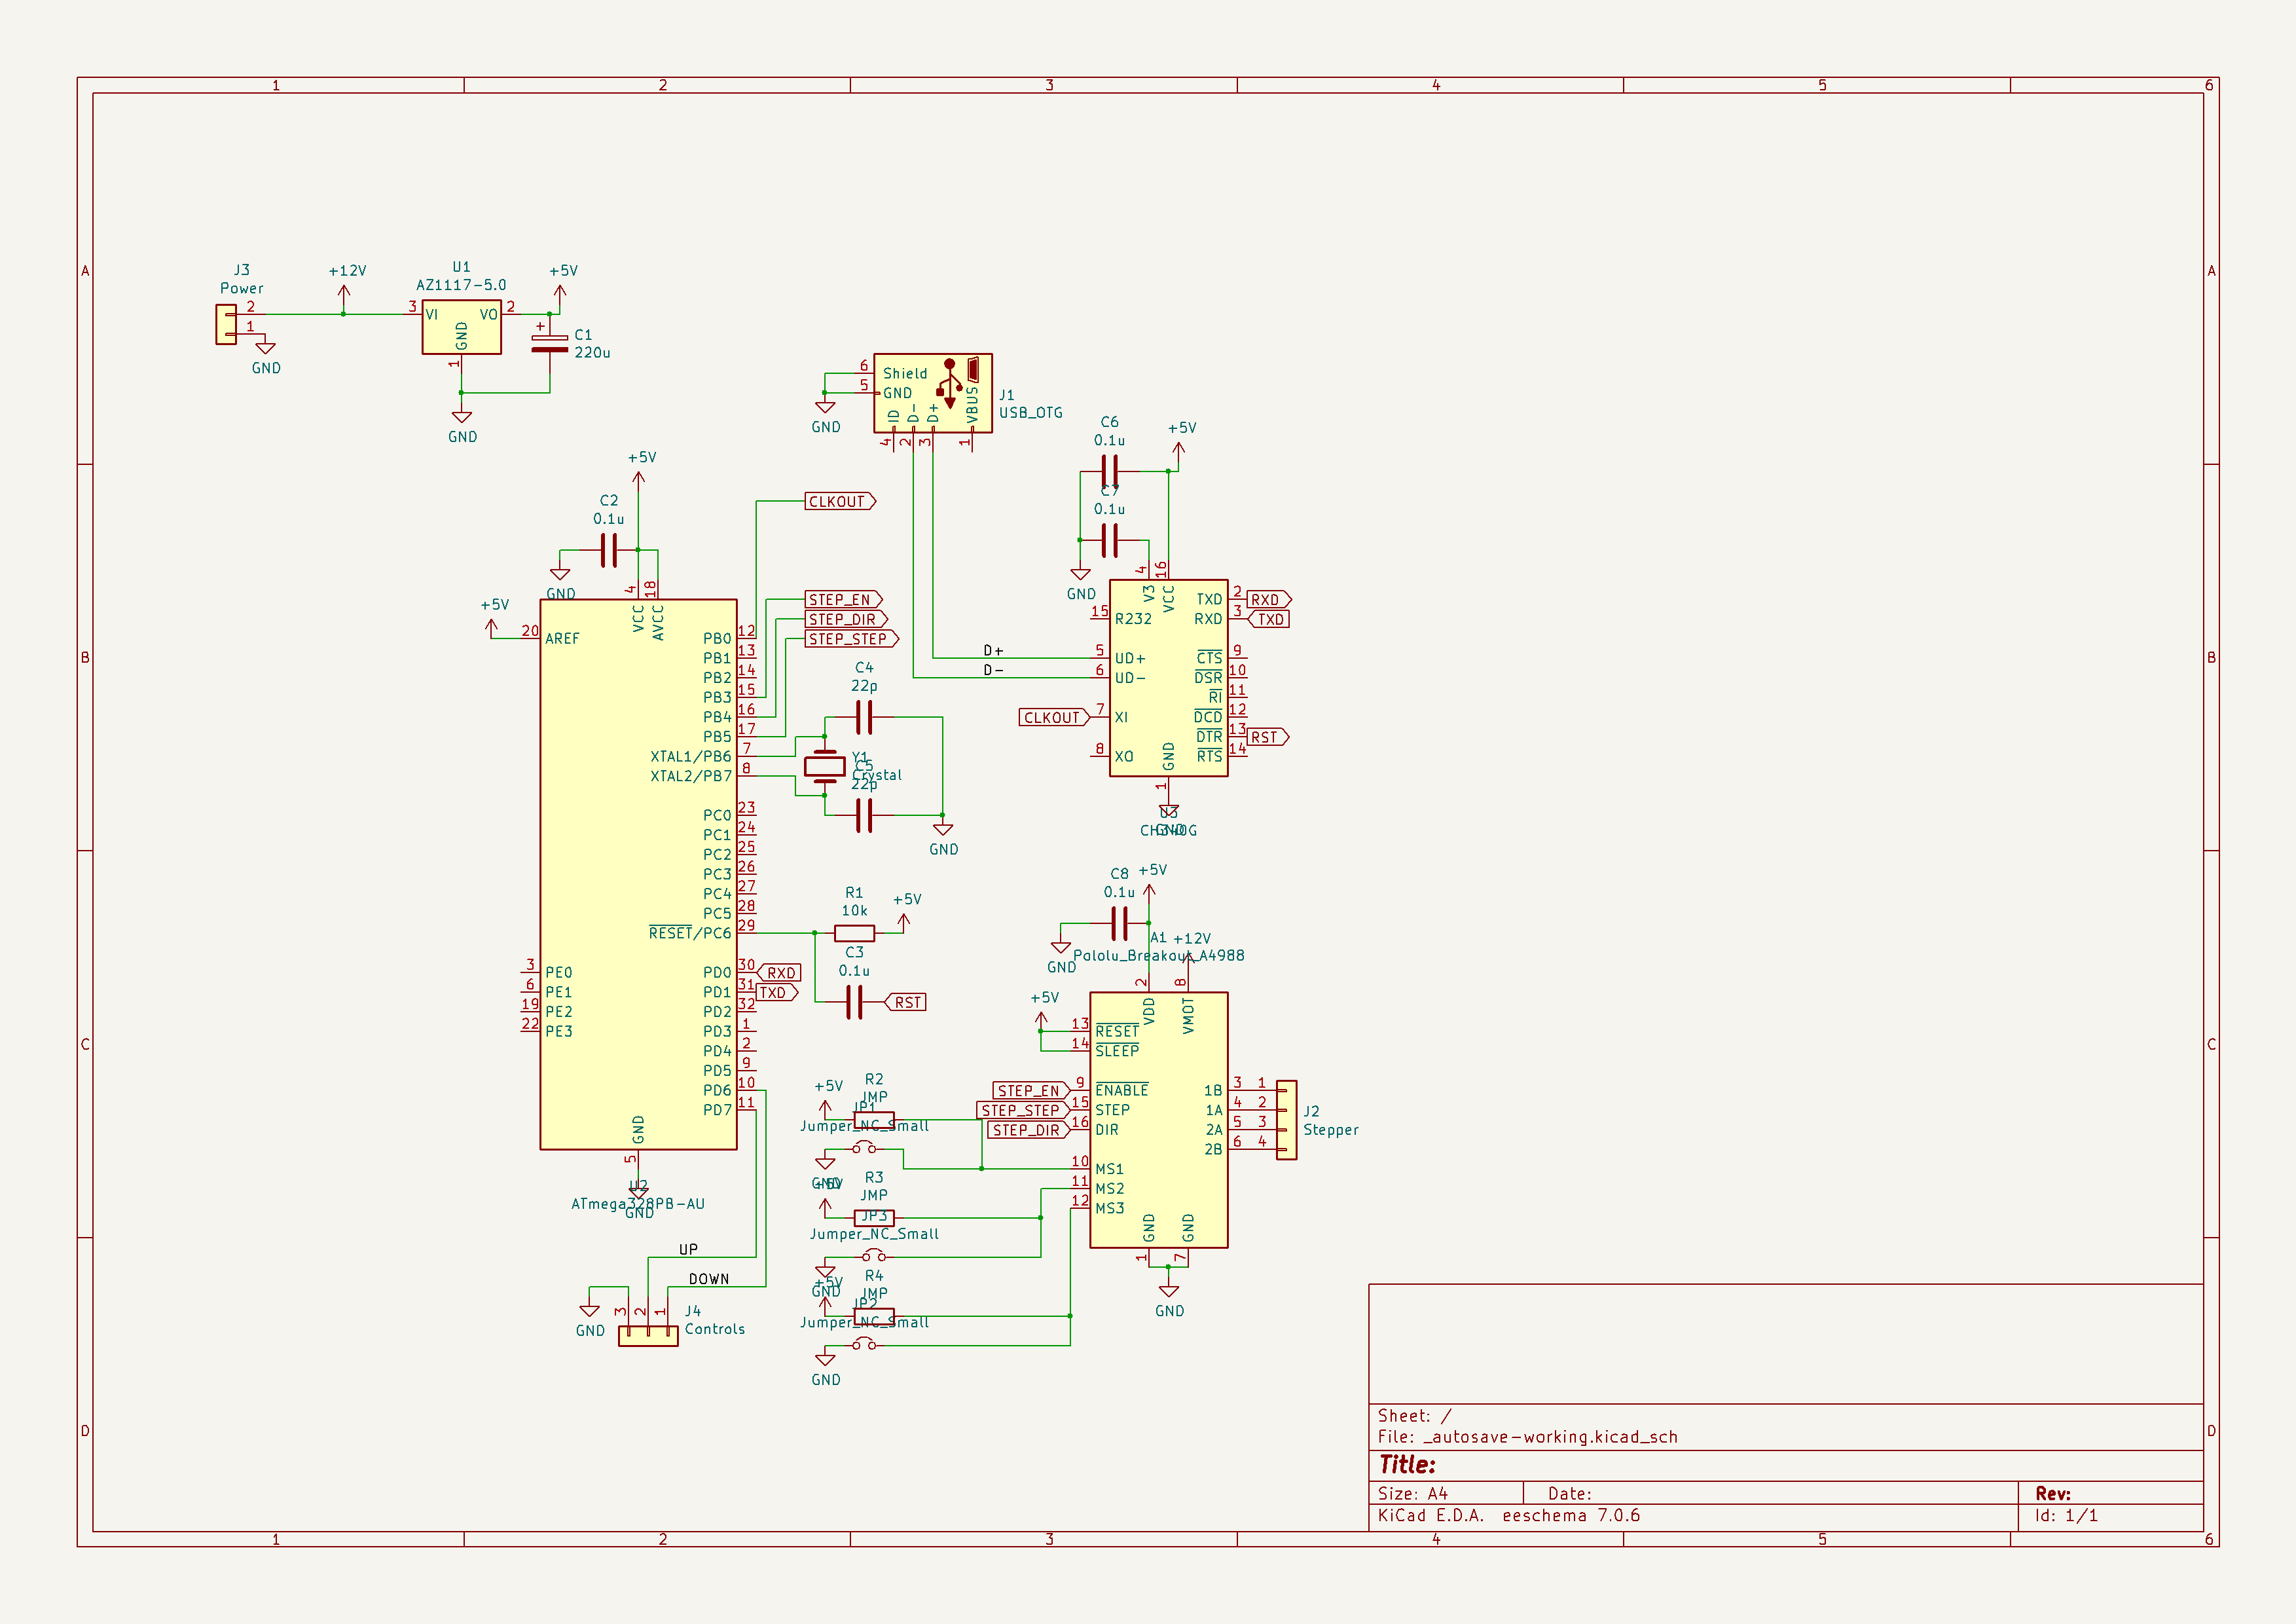 1 2 3 4 5 6
A A
B B
C C
D D
J3
Power
2
1
GND
+12V
U1
AZ1117-5.0
3 VI VO 2
GND
1
GND
+5V
C1
220u
6 Shield
5 GND
ID D- D+ VBUS
4 2 3 1
GND
J1
USB_OTG
C6
0.1u
+5V
C7
0.1u
GND
+5V
C2
0.1u
GND
+5V
CLKOUT
STEP_EN
STEP_DIR
STEP_STEP
4 18
VCC AVCC
20 AREF
PB0 12
PB1 13
PB2 14
PB3 15
PB4 16
PB5 17
XTAL1/PB6 7
XTAL2/PB7 8
PC0 23
PC1 24
PC2 25
PC3 26
PC4 27
PC5 28
RESET/PC6 29
3 PE0
6 PE1
19 PE2
22 PE3
PD0 30
PD1 31
PD2 32
PD3 1
PD4 2
PD5 9
PD6 10
PD7 11
GND
5
U2
ATmega328PB-AU
GND
RXD
TXD
C4
22p
Y1
Crystal
C5
22p
GND
R1
10k
+5V
C3
0.1u
RST
D+
D-
4 16
V3 VCC
15 R232
5 UD+
6 UD-
7 XI
8 XO
TXD 2
RXD 3
CTS 9
DSR 10
RI 11
DCD 12
DTR 13
RTS 14
GND
1
RXD
TXD
RST
CLKOUT
U3
CH340G
GND
C8
0.1u
+5V
GND
A1
Pololu_Breakout_A4988
+12V
2 8
VDD VMOT
+5V
13 RESET
14 SLEEP
9 ENABLE
15 STEP
16 DIR
10 MS1
11 MS2
12 MS3
STEP_EN
STEP_STEP
STEP_DIR
1B 3 1
1A 4 2
2A 5 3
2B 6 4
J2
Stepper
GND GND
1 7
GND
+5V
R2
JMP
JP1
Jumper_NC_Small
GND
+5V
R3
JMP
JP3
Jumper_NC_Small
GND
+5V
R4
JMP
JP2
Jumper_NC_Small
GND
UP
DOWN
GND
3 2 1
J4
Controls
Sheet: /
File: _autosave-working.kicad_sch
Title:
Size: A4 Date: Rev:
KiCad E.D.A. eeschema 7.0.6 Id: 1/1
1 2 3 4 5 6